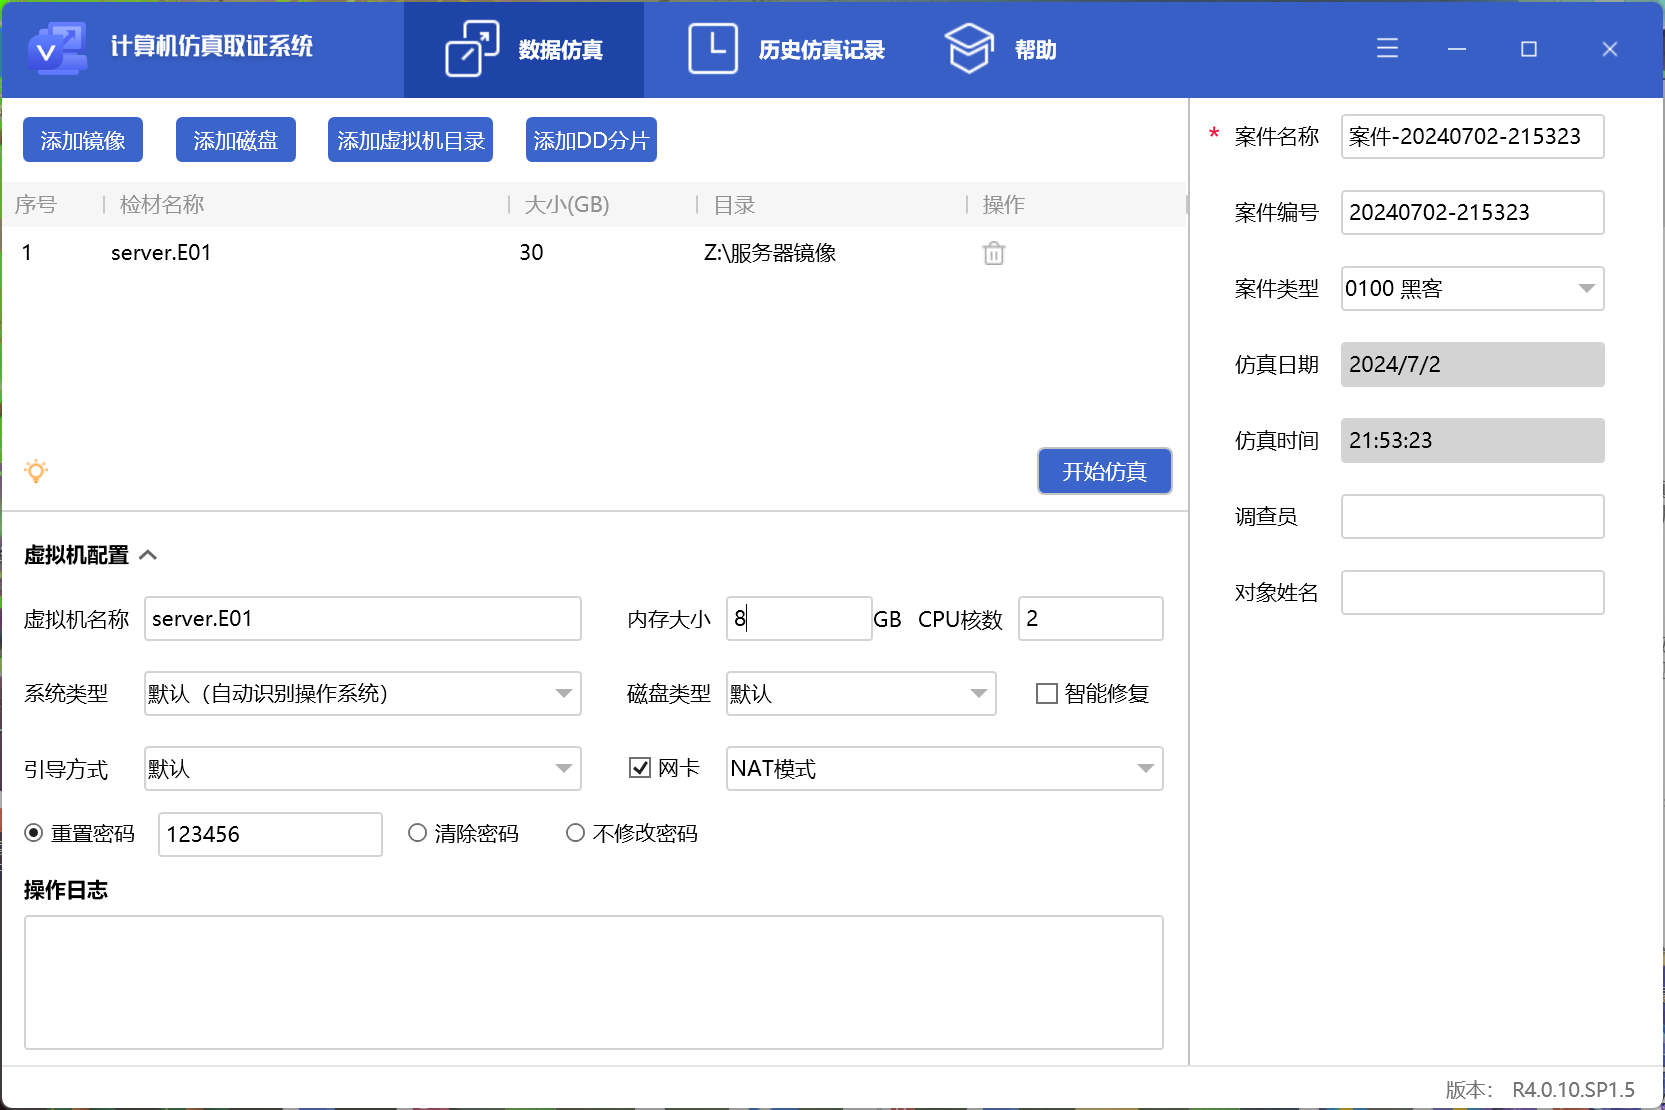 计算机仿真取证系统
数据仿真
历史仿真记录
帮助
添加镜像
添加磁盘
添加虚拟机目录
添加DD分片
序号
检材名称
大小(GB)
目录
操作
1
server.E01
30
Z:\服务器镜像
开始仿真
虚拟机配置
虚拟机名称
server.E01
内存大小
8
GB
CPU核数
2
系统类型
默认（自动识别操作系统）
磁盘类型
默认
智能修复
引导方式
默认
网卡
NAT模式
重置密码
123456
清除密码
不修改密码
操作日志
* 案件名称
案件-20240702-215323
案件编号
20240702-215323
案件类型
0100 黑客
仿真日期
2024/7/2
仿真时间
21:53:23
调查员
对象姓名
版本： R4.0.10.SP1.5